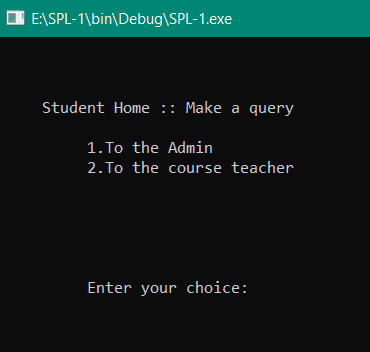 E:\SPL-1\bin\Debug\SPL-1.exe
Student Home :: Make a query
1.To the Admin
2.To the course teacher
Enter your choice: